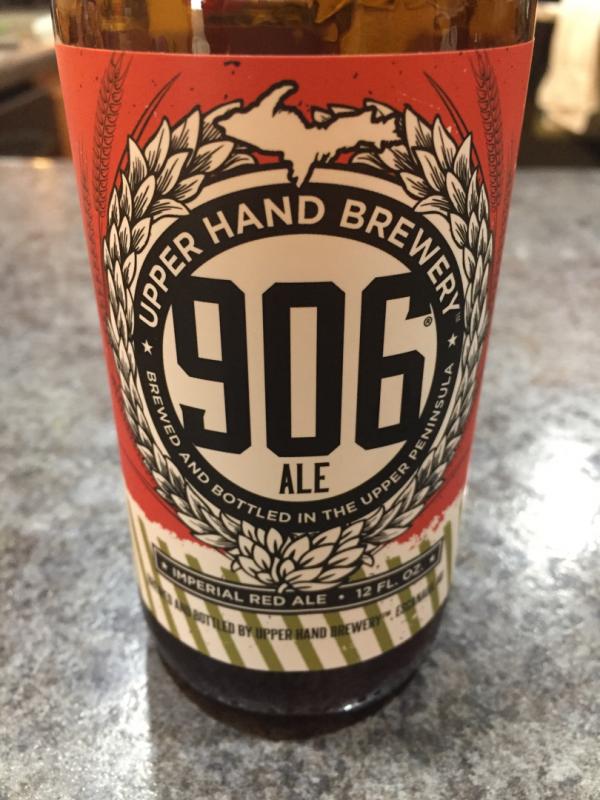 UPPER HAND BREWERY
906®
ALE
★ BREWED AND BOTTLED IN THE UPPER PENINSULA ★
★ IMPERIAL RED ALE • 12 FL. OZ. ★
AND BOTTLED BY UPPER HAND BREWERY™,